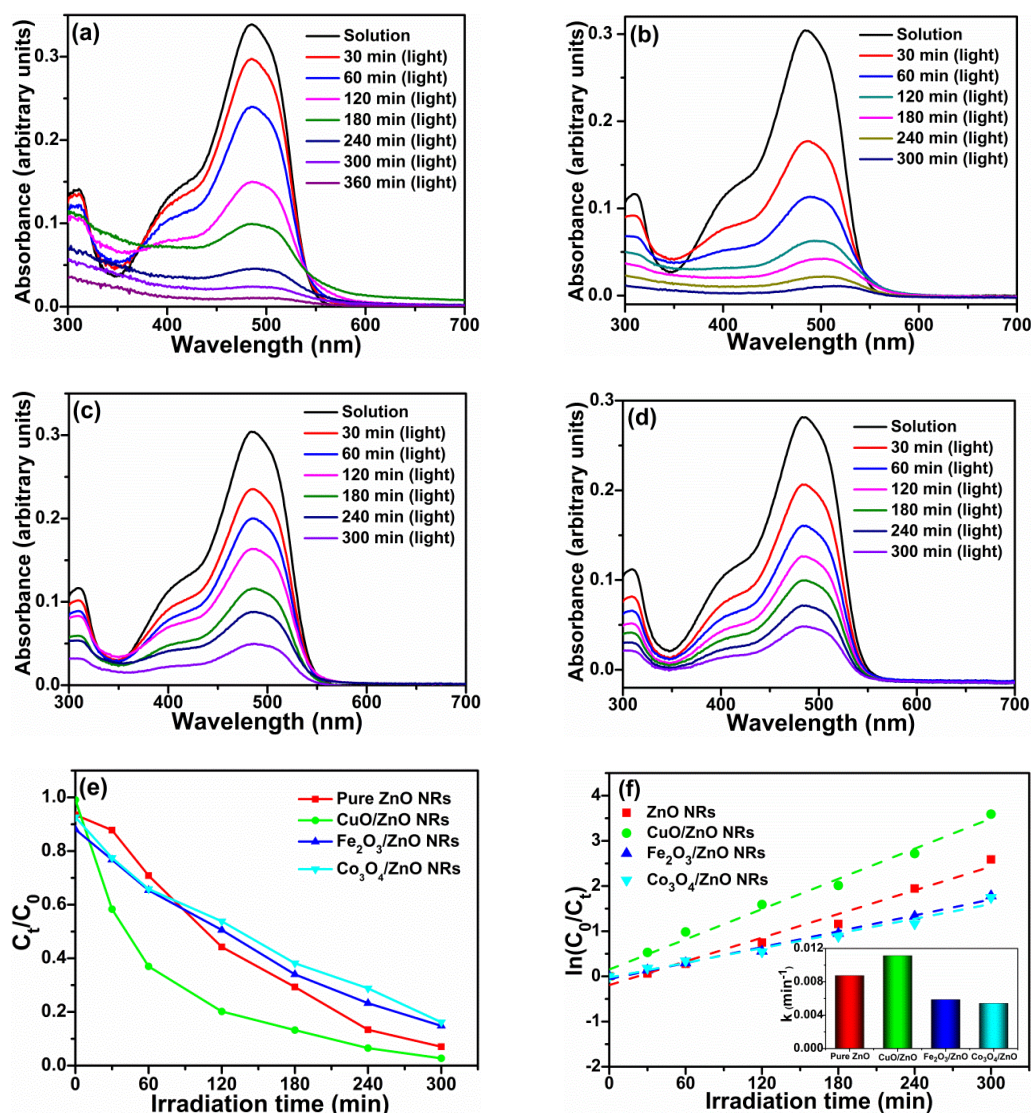 (a)
Solution
30 min (light)
60 min (light)
120 min (light)
180 min (light)
240 min (light)
300 min (light)
360 min (light)
Absorbance (arbitrary units)
0.3
0.2
0.1
0.0
300 400 500 600 700
Wavelength (nm)
(b)
Solution
30 min (light)
60 min (light)
120 min (light)
180 min (light)
240 min (light)
300 min (light)
Absorbance (arbitrary units)
0.3
0.2
0.1
0.0
300 400 500 600 700
Wavelength (nm)
(c)
Solution
30 min (light)
60 min (light)
120 min (light)
180 min (light)
240 min (light)
300 min (light)
Absorbance (arbitrary units)
0.3
0.2
0.1
0.0
300 400 500 600 700
Wavelength (nm)
(d)
Solution
30 min (light)
60 min (light)
120 min (light)
180 min (light)
240 min (light)
300 min (light)
Absorbance (arbitrary units)
0.3
0.2
0.1
0.0
300 400 500 600 700
Wavelength (nm)
(e)
Pure ZnO NRs
CuO/ZnO NRs
Fe₂O₃/ZnO NRs
Co₃O₄/ZnO NRs
Cₜ/C₀
1.0
0.8
0.6
0.4
0.2
0.0
0 60 120 180 240 300
Irradiation time (min)
(f)
ZnO NRs
CuO/ZnO NRs
Fe₂O₃/ZnO NRs
Co₃O₄/ZnO NRs
ln(C₀/Cₜ)
4
3
2
1
0
-1
-2
0 60 120 180 240 300
Irradiation time (min)
k (min⁻¹)
0.012
0.008
0.004
0.000
Pure ZnO CuO/ZnO Fe₂O₃/ZnO Co₃O₄/ZnO